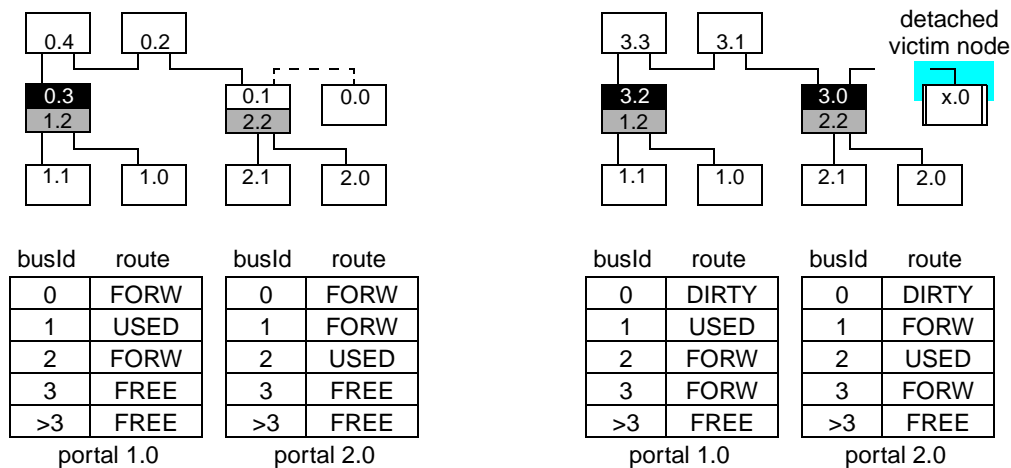 detached
victim node
0.4 0.2 3.3 3.1
0.3 0.1 0.0 3.2 3.0 x.0
1.2 2.2 1.2 2.2
1.1 1.0 2.1 2.0 1.1 1.0 2.1 2.0
busId route busId route busId route busId route
0 FORW 0 FORW 0 DIRTY 0 DIRTY
1 USED 1 FORW 1 USED 1 FORW
2 FORW 2 USED 2 FORW 2 USED
3 FREE 3 FREE 3 FORW 3 FORW
>3 FREE >3 FREE >3 FREE >3 FREE
portal 1.0 portal 2.0 portal 1.0 portal 2.0